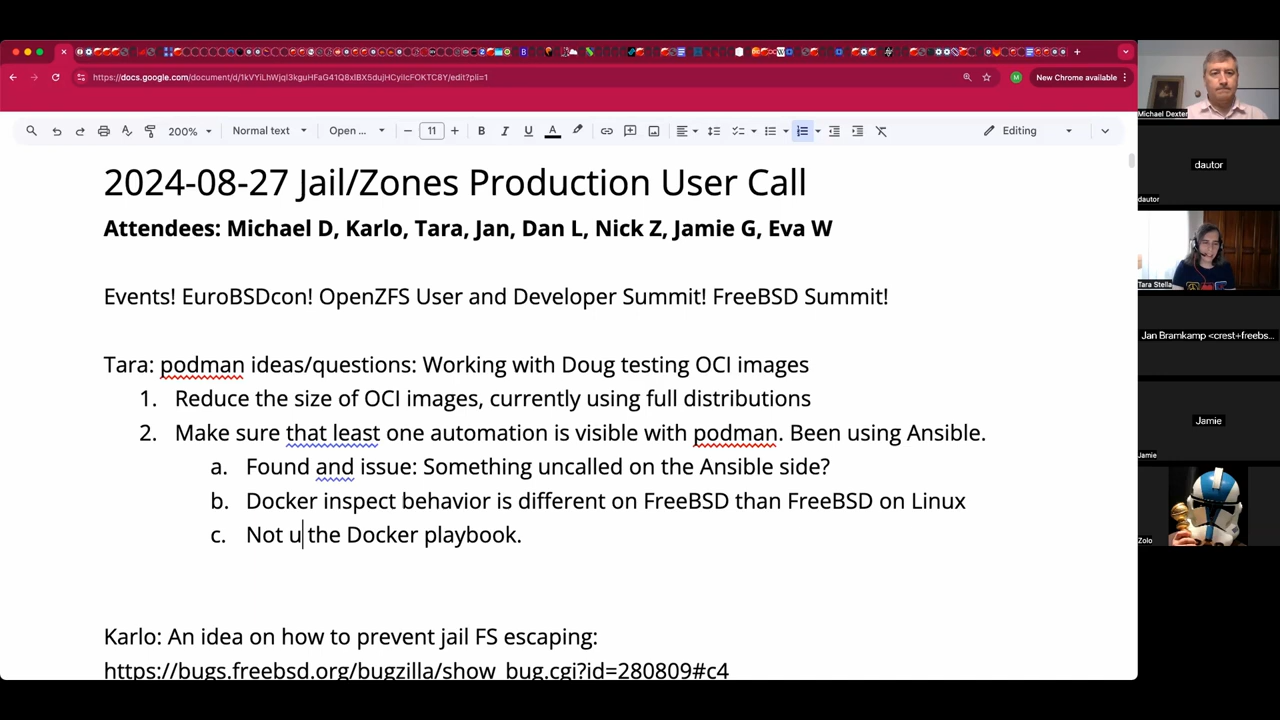 https://docs.google.com/document/d/1kVYiLhWjqI3kguHFaG41Q8xIBX5dujHCyiIcFOKTC8Y/edit?pli=1
M
New Chrome available
200%
Normal text
Open ...
11
Editing
2024-08-27 Jail/Zones Production User Call
Attendees: Michael D, Karlo, Tara, Jan, Dan L, Nick Z, Jamie G, Eva W
Events! EuroBSDcon! OpenZFS User and Developer Summit! FreeBSD Summit!
Tara: podman ideas/questions: Working with Doug testing OCI images
1. Reduce the size of OCI images, currently using full distributions
2. Make sure that least one automation is visible with podman. Been using Ansible.
a. Found and issue: Something uncalled on the Ansible side?
b. Docker inspect behavior is different on FreeBSD than FreeBSD on Linux
c. Not u the Docker playbook.
Karlo: An idea on how to prevent jail FS escaping:
https://bugs.freebsd.org/bugzilla/show_bug.cgi?id=280809#c4
Michael Dexter
dautor
dautor
Tara Stella
Jan Bramkamp <crest+freebs...
Jamie
Jamie
Zolo